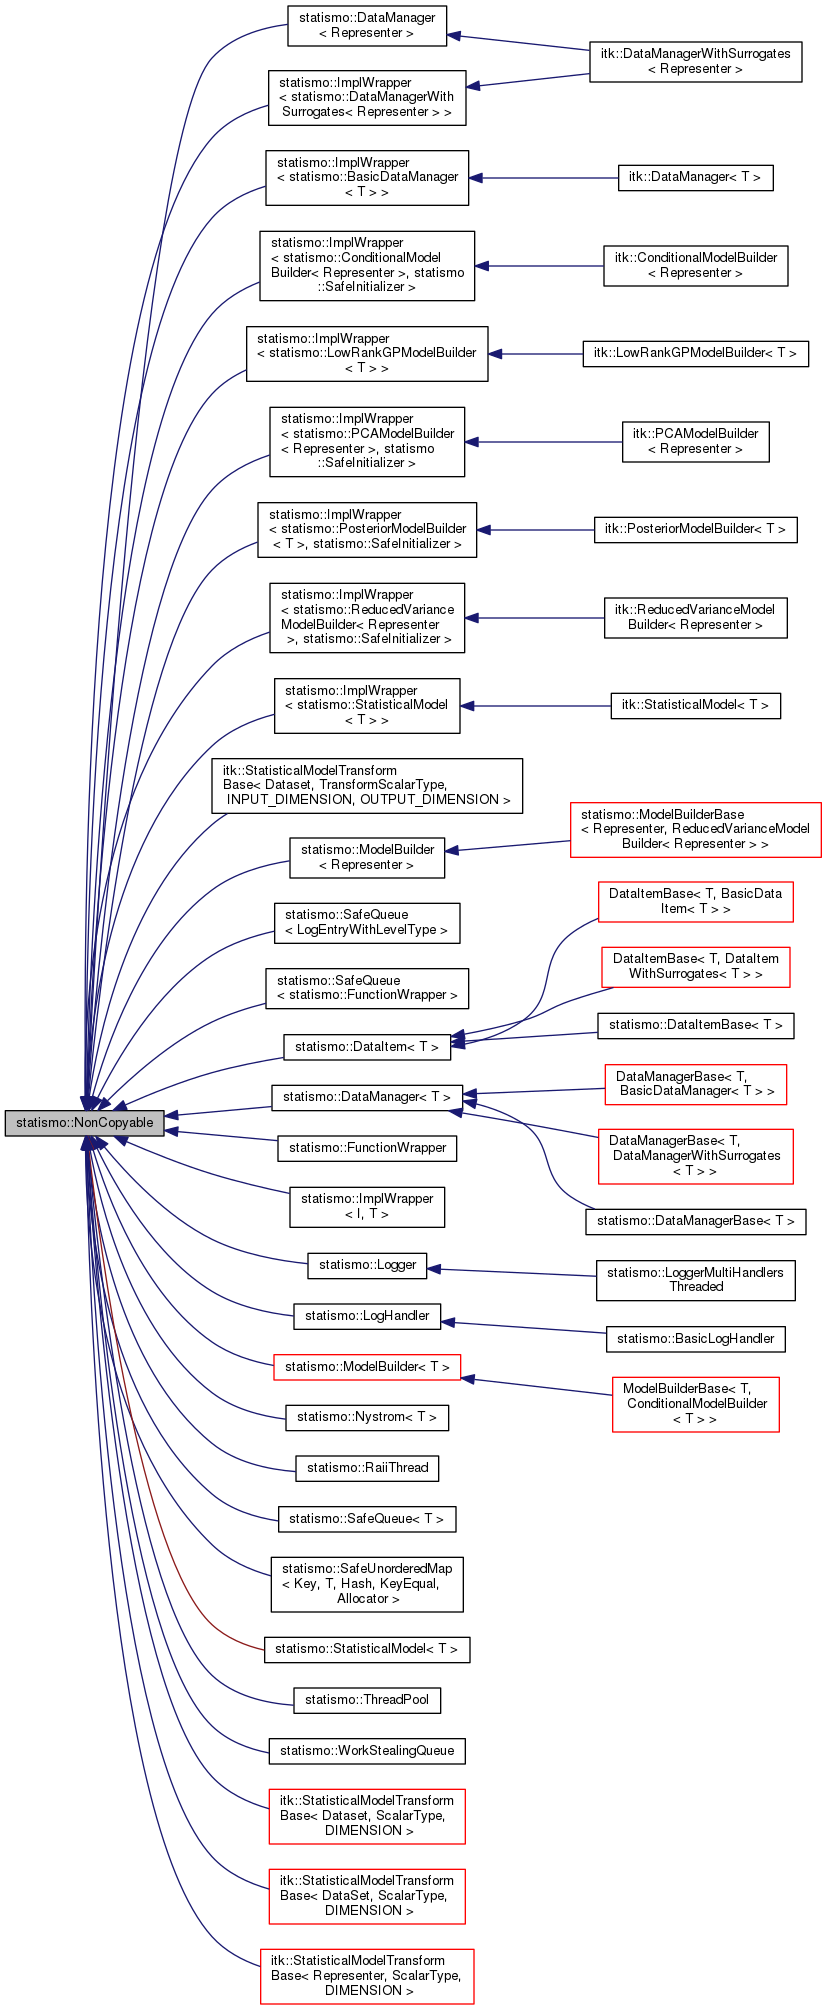 statismo::DataManager
< Representer >
itk::DataManagerWithSurrogates
< Representer >
statismo::ImplWrapper
< statismo::DataManagerWith
Surrogates< Representer > >
statismo::ImplWrapper
< statismo::BasicDataManager
< T > >
itk::DataManager< T >
statismo::ImplWrapper
< statismo::ConditionalModel
Builder< Representer >, statismo
::SafeInitializer >
itk::ConditionalModelBuilder
< Representer >
statismo::ImplWrapper
< statismo::LowRankGPModelBuilder
< T > >
itk::LowRankGPModelBuilder< T >
statismo::ImplWrapper
< statismo::PCAModelBuilder
< Representer >, statismo
::SafeInitializer >
itk::PCAModelBuilder
< Representer >
statismo::ImplWrapper
< statismo::PosteriorModelBuilder
< T >, statismo::SafeInitializer >
itk::PosteriorModelBuilder< T >
statismo::ImplWrapper
< statismo::ReducedVariance
ModelBuilder< Representer
>, statismo::SafeInitializer >
itk::ReducedVarianceModel
Builder< Representer >
statismo::ImplWrapper
< statismo::StatisticalModel
< T > >
itk::StatisticalModel< T >
itk::StatisticalModelTransform
Base< Dataset, TransformScalarType,
INPUT_DIMENSION, OUTPUT_DIMENSION >
statismo::ModelBuilder
< Representer >
statismo::ModelBuilderBase
< Representer, ReducedVarianceModel
Builder< Representer > >
statismo::SafeQueue
< LogEntryWithLevelType >
statismo::SafeQueue
< statismo::FunctionWrapper >
statismo::DataItem< T >
DataItemBase< T, BasicData
Item< T > >
DataItemBase< T, DataItem
WithSurrogates< T > >
statismo::DataItemBase< T >
statismo::NonCopyable
statismo::DataManager< T >
DataManagerBase< T,
BasicDataManager< T > >
DataManagerBase< T,
DataManagerWithSurrogates
< T > >
statismo::DataManagerBase< T >
statismo::FunctionWrapper
statismo::ImplWrapper
< I, T >
statismo::Logger
statismo::LoggerMultiHandlers
Threaded
statismo::LogHandler
statismo::BasicLogHandler
statismo::ModelBuilder< T >
ModelBuilderBase< T,
ConditionalModelBuilder
< T > >
statismo::Nystrom< T >
statismo::RaiiThread
statismo::SafeQueue< T >
statismo::SafeUnorderedMap
< Key, T, Hash, KeyEqual,
Allocator >
statismo::StatisticalModel< T >
statismo::ThreadPool
statismo::WorkStealingQueue
itk::StatisticalModelTransform
Base< Dataset, ScalarType,
DIMENSION >
itk::StatisticalModelTransform
Base< DataSet, ScalarType,
DIMENSION >
itk::StatisticalModelTransform
Base< Representer, ScalarType,
DIMENSION >